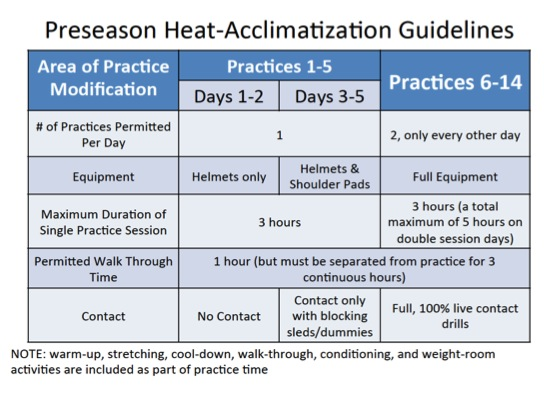 Preseason Heat-Acclimatization Guidelines
Area of Practice
Modification
Practices 1-5
Practices 6-14
Days 1-2
Days 3-5
# of Practices Permitted
Per Day
1
2, only every other day
Equipment
Helmets only
Helmets &
Shoulder Pads
Full Equipment
Maximum Duration of
Single Practice Session
3 hours
3 hours (a total
maximum of 5 hours on
double session days)
Permitted Walk Through
Time
1 hour (but must be separated from practice for 3
continuous hours)
Contact
No Contact
Contact only
with blocking
sleds/dummies
Full, 100% live contact
drills
NOTE: warm-up, stretching, cool-down, walk-through, conditioning, and weight-room
activities are included as part of practice time